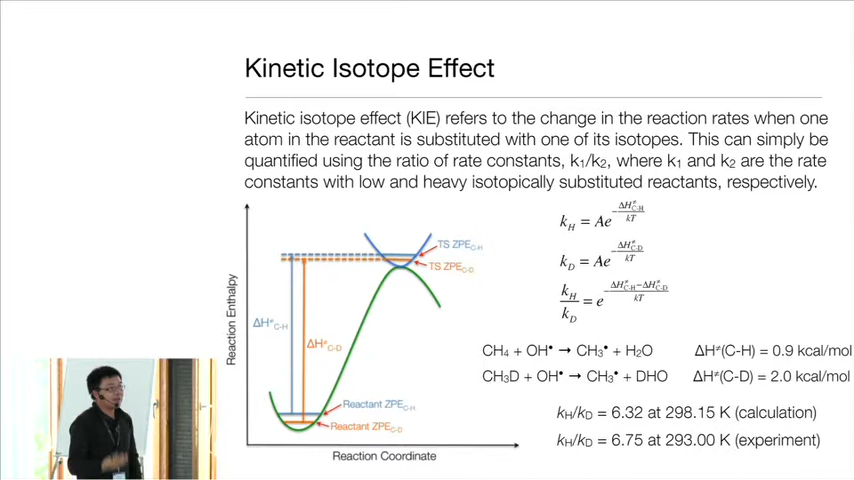 Kinetic Isotope Effect
Kinetic isotope effect (KIE) refers to the change in the reaction rates when one
atom in the reactant is substituted with one of its isotopes. This can simply be
quantified using the ratio of rate constants, k₁/k₂, where k₁ and k₂ are the rate
constants with low and heavy isotopically substituted reactants, respectively.
Reaction Enthalpy
TS ZPE_C-H
TS ZPE_C-D
ΔH≠_C-H
ΔH≠_C-D
Reactant ZPE_C-H
Reactant ZPE_C-D
Reaction Coordinate
k_H = Ae^(-ΔH≠_C-H/kT)
k_D = Ae^(-ΔH≠_C-D/kT)
k_H/k_D = e^(-(ΔH≠_C-H-ΔH≠_C-D)/kT)
CH₄ + OH• ➞ CH₃• + H₂O ΔH≠(C-H) = 0.9 kcal/mol
CH₃D + OH• ➞ CH₃• + DHO ΔH≠(C-D) = 2.0 kcal/mol
k_H/k_D = 6.32 at 298.15 K (calculation)
k_H/k_D = 6.75 at 293.00 K (experiment)